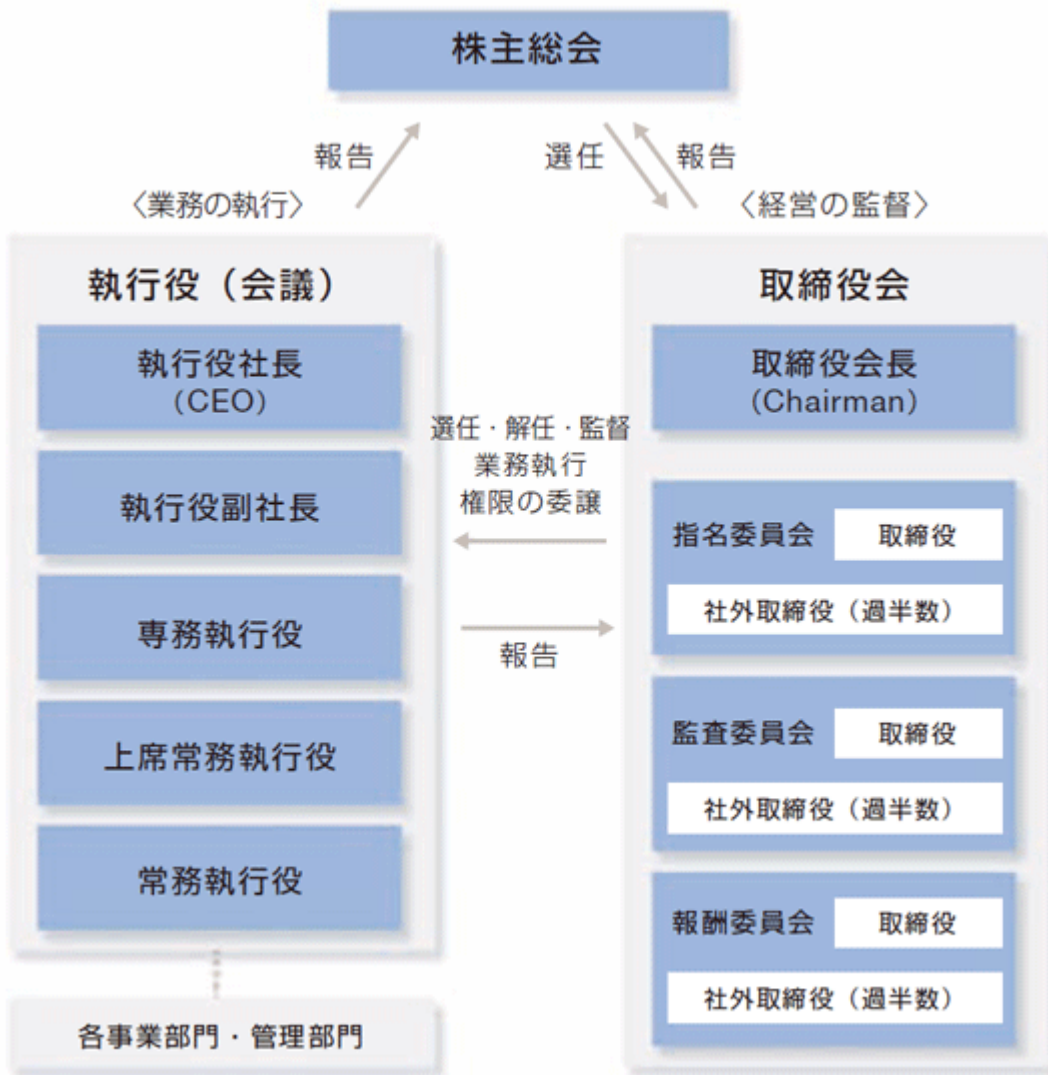 株主総会
報告
選任
報告
〈業務の執行〉
〈経営の監督〉
執行役（会議）
執行役社長
(CEO)
執行役副社長
専務執行役
上席常務執行役
常務執行役
各事業部門・管理部門
選任・解任・監督
業務執行
権限の委譲
報告
取締役会
取締役会長
(Chairman)
指名委員会 取締役
社外取締役（過半数）
監査委員会 取締役
社外取締役（過半数）
報酬委員会 取締役
社外取締役（過半数）